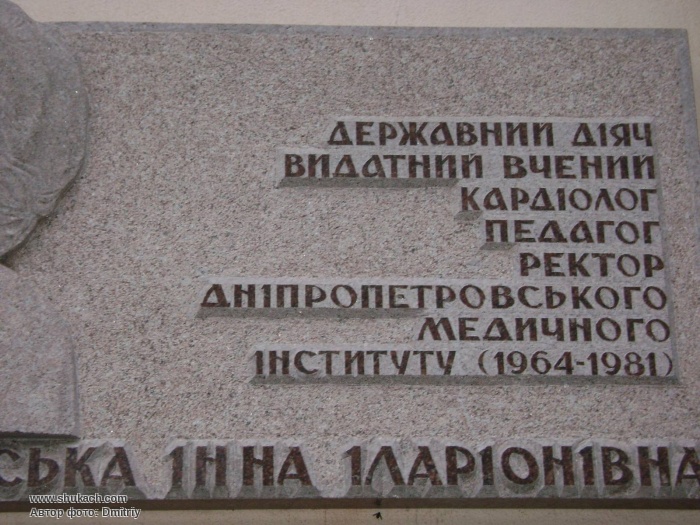 ДЕРЖАВНИЙ ДІЯЧ
ВИДАТНИЙ ВЧЕНИЙ
КАРДІОЛОГ
ПЕДАГОГ
РЕКТОР
ДНІПРОПЕТРОВСЬКОГО
МЕДИЧНОГО
ІНСТИТУТУ (1964-1981)
СЬКА ІННА ІЛАРІОНІВНА
www.shukach.com
Автор фото: Dmitriy